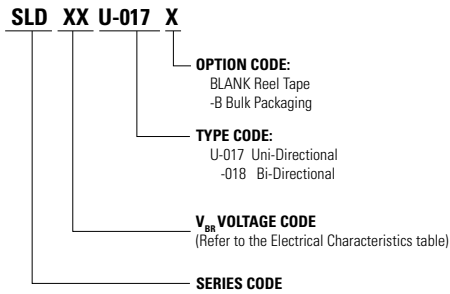 SLD XX U-017 X
OPTION CODE:
BLANK Reel Tape
-B Bulk Packaging
TYPE CODE:
U-017 Uni-Directional
-018 Bi-Directional
VBR VOLTAGE CODE
(Refer to the Electrical Characteristics table)
SERIES CODE